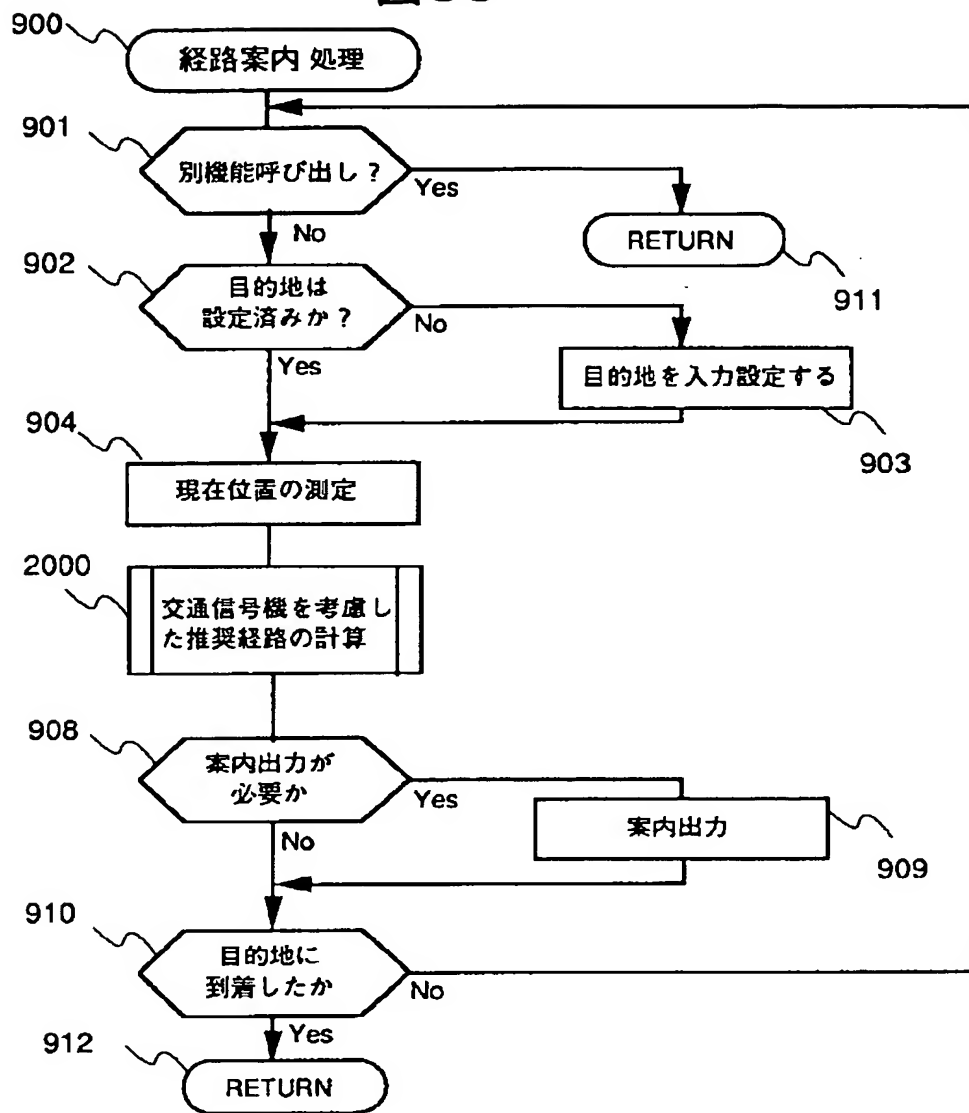 900
経路案内 処理
901
別機能呼び出し？
Yes
No
RETURN
911
902
目的地は
設定済みか？
No
Yes
目的地を入力設定する
903
904
現在位置の測定
2000
交通信号機を考慮し
た推奨経路の計算
908
案内出力が
必要か
Yes
No
案内出力
909
910
目的地に
到着したか
No
Yes
912
RETURN